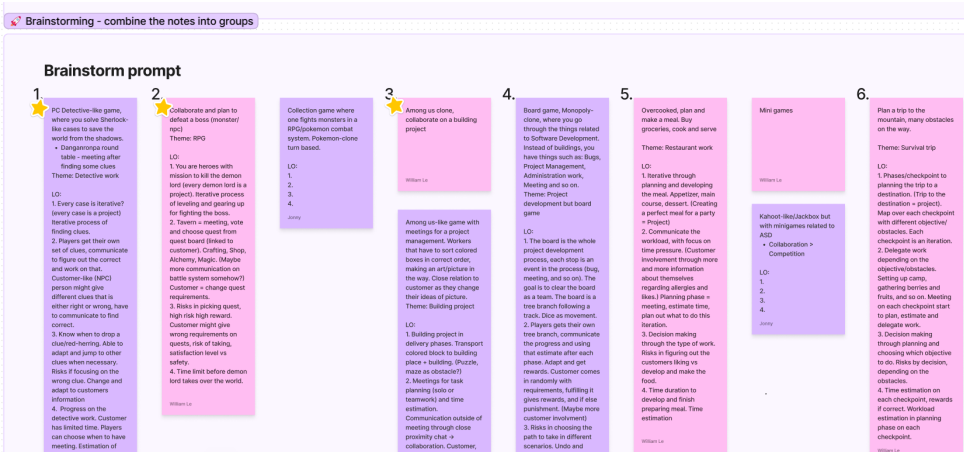 🚀 Brainstorming - combine the notes into groups
Brainstorm prompt
1.
PC Detective-like game,
where you solve Sherlock-
like cases to save the
world from the shadows.
• Danganronpa round
table - meeting after
finding some clues
Theme: Detective work
LO:
1. Every case is iterative?
(every case is a project)
Iterative process of
finding clues.
2. Players get their own
set of clues, communicate
to figure out the correct
and work on that.
Customer-like (NPC)
person might give
different clues that is
either right or wrong, have
to communicate to find
correct.
3. Know when to drop a
clue/red-herring. Able to
adapt and jump to other
clues when necessary.
Risks if focusing on the
wrong clue. Change and
adapt to customers
information
4. Progress on the
detective work. Customer
has limited time. Players
can choose when to have
meeting. Estimation of
2.
Collaborate and plan to
defeat a boss (monster/
npc)
Theme: RPG
LO:
1. You are heroes with
mission to kill the demon
lord (every demon lord is a
project). Iterative process
of leveling and gearing up
for fighting the boss.
2. Tavern = meeting, vote
and choose quest from
quest board (linked to
customer). Crafting, Shop,
Alchemy, Magic. (Maybe
more communication on
battle system somehow?)
Customer = change quest
requirements.
3. Risks in picking quest,
high risk high reward.
Customer might give
wrong requirements on
quests, risk of taking,
satisfaction level vs
safety.
4. Time limit before demon
lord takes over the world.
William Le
Collection game where
one fights monsters in a
RPG/pokemon combat
system. Pokemon-clone
turn based.
LO:
1.
2.
3.
4.
Jonny
3.
Among us clone,
collaborate on a building
project
William Le
Among us-like game with
meetings for a project
management. Workers
that have to sort colored
boxes in correct order,
making an art/picture in
the way. Close relation to
customer as they change
their ideas of picture.
Theme: Building project
LO:
1. Building project in
delivery phases. Transport
colored block to building
place + building. (Puzzle,
maze as obstacle?)
2. Meetings for task
planning (solo or
teamwork) and time
estimation.
Communication outside of
meeting through close
proximity chat →
collaboration. Customer,
4.
Board game, Monopoly-
clone, where you go
through the things related
to Software Development.
Instead of buildings, you
have things such as: Bugs,
Project Management,
Administration work,
Meeting and so on.
Theme: Project
development but board
game
LO:
1. The board is the whole
project development
process, each stop is an
event in the process (bug,
meeting, and so on). The
goal is to clear the board
as a team. The board is a
tree branch following a
track. Dice as movement.
2. Players gets their own
tree branch, communicate
the progress and using
that estimate after each
phase. Adapt and get
rewards. Customer comes
in randomly with
requirements, fulfilling it
gives rewards, and if else
punishment. (Maybe more
customer involvment)
3. Risks in choosing the
path to take in different
scenarios. Undo and
5.
Overcooked, plan and
make a meal. Buy
groceries, cook and serve
Theme: Restaurant work
LO:
1. Iterative through
planning and developing
the meal. Appetizer, main
course, dessert. (Creating
a perfect meal for a party
= Project)
2. Communicate the
workload, with focus on
time pressure. (Customer
involvement through more
and more information
about themselves
regarding allergies and
likes.) Planning phase =
meeting, estimate time,
plan out what to do this
iteration.
3. Decision making
through the type of work.
Risks in figuring out the
customers liking vs
develop and make the
food.
4. Time duration to
develop and finish
preparing meal. Time
estimation
William Le
Mini games
William Le
Kahoot-like/Jackbox but
with minigames related to
ASD
• Collaboration >
Competition
LO:
1.
2.
3.
4.
Jonny
6.
Plan a trip to the
mountain, many obstacles
on the way.
Theme: Survival trip
LO:
1. Phases/checkpoint to
planning the trip to a
destination. (Trip to the
destination = project).
Map over each checkpoint
with different objective/
obstacles. Each
checkpoint is an iteration.
2. Delegate work
depending on the
objective/obstacles.
Setting up camp,
gathering berries and
fruits, and so on. Meeting
on each checkpoint start
to plan, estimate and
delegate work.
3. Decision making
through planning and
choosing which objective
to do. Risks by decision,
depending on the
obstacles.
4. Time estimation on
each checkpoint, rewards
if correct. Workload
estimation in planning
phase on each
checkpoint.
William Le